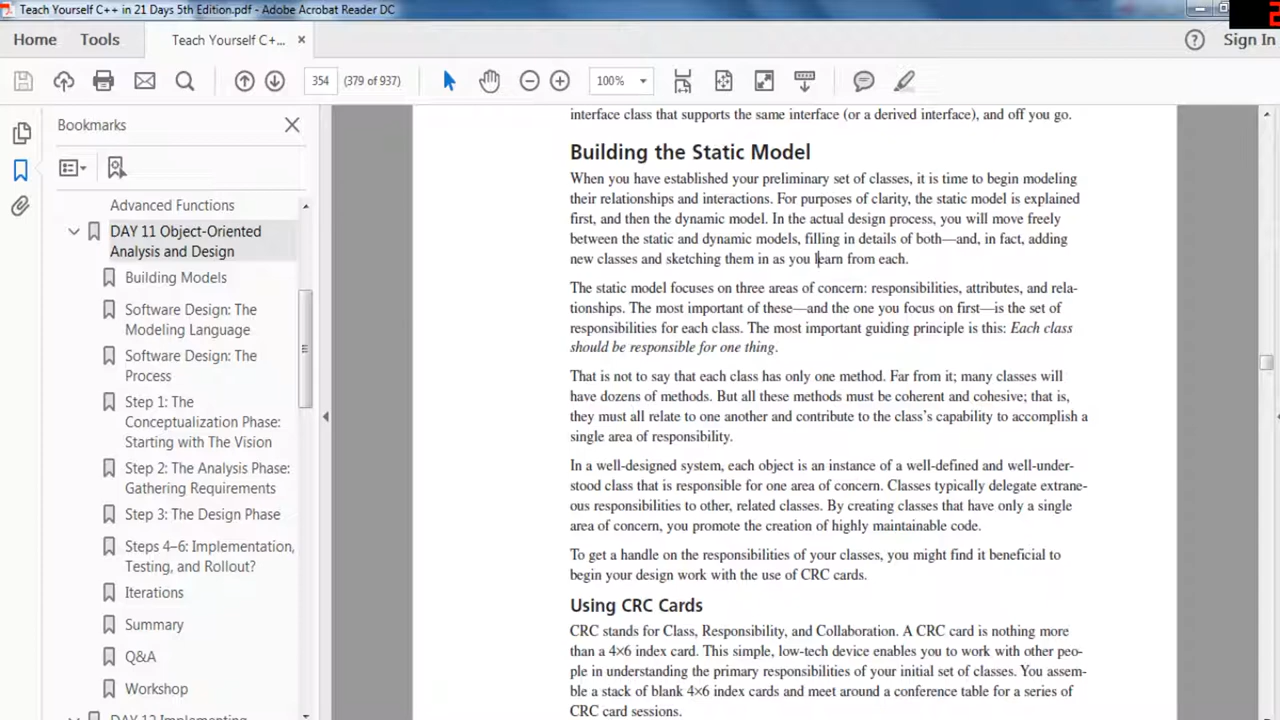 Teach Yourself C++ in 21 Days 5th Edition.pdf - Adobe Acrobat Reader DC
Home
Tools
Teach Yourself C+...
Sign In
354
(379 of 937)
100%
Bookmarks
Advanced Functions
DAY 11 Object-Oriented
Analysis and Design
Building Models
Software Design: The
Modeling Language
Software Design: The
Process
Step 1: The
Conceptualization Phase:
Starting with The Vision
Step 2: The Analysis Phase:
Gathering Requirements
Step 3: The Design Phase
Steps 4–6: Implementation,
Testing, and Rollout?
Iterations
Summary
Q&A
Workshop
DAY 12 Implementing
interface class that supports the same interface (or a derived interface), and off you go.
Building the Static Model
When you have established your preliminary set of classes, it is time to begin modeling
their relationships and interactions. For purposes of clarity, the static model is explained
first, and then the dynamic model. In the actual design process, you will move freely
between the static and dynamic models, filling in details of both—and, in fact, adding
new classes and sketching them in as you learn from each.
The static model focuses on three areas of concern: responsibilities, attributes, and rela-
tionships. The most important of these—and the one you focus on first—is the set of
responsibilities for each class. The most important guiding principle is this: Each class
should be responsible for one thing.
That is not to say that each class has only one method. Far from it; many classes will
have dozens of methods. But all these methods must be coherent and cohesive; that is,
they must all relate to one another and contribute to the class's capability to accomplish a
single area of responsibility.
In a well-designed system, each object is an instance of a well-defined and well-under-
stood class that is responsible for one area of concern. Classes typically delegate extrane-
ous responsibilities to other, related classes. By creating classes that have only a single
area of concern, you promote the creation of highly maintainable code.
To get a handle on the responsibilities of your classes, you might find it beneficial to
begin your design work with the use of CRC cards.
Using CRC Cards
CRC stands for Class, Responsibility, and Collaboration. A CRC card is nothing more
than a 4×6 index card. This simple, low-tech device enables you to work with other peo-
ple in understanding the primary responsibilities of your initial set of classes. You assem-
ble a stack of blank 4×6 index cards and meet around a conference table for a series of
CRC card sessions.